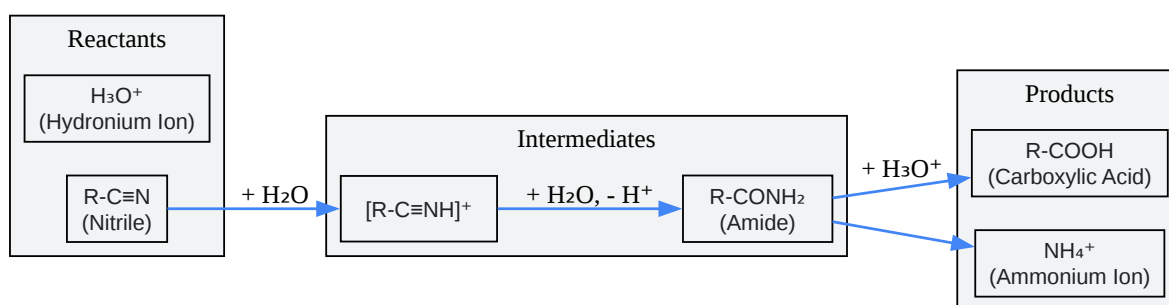 Reactants
H₃O⁺
(Hydronium Ion)
R-C≡N
(Nitrile)
+ H₂O
Intermediates
[R-C≡NH]⁺
+ H₂O, - H⁺
R-CONH₂
(Amide)
+ H₃O⁺
Products
R-COOH
(Carboxylic Acid)
NH₄⁺
(Ammonium Ion)